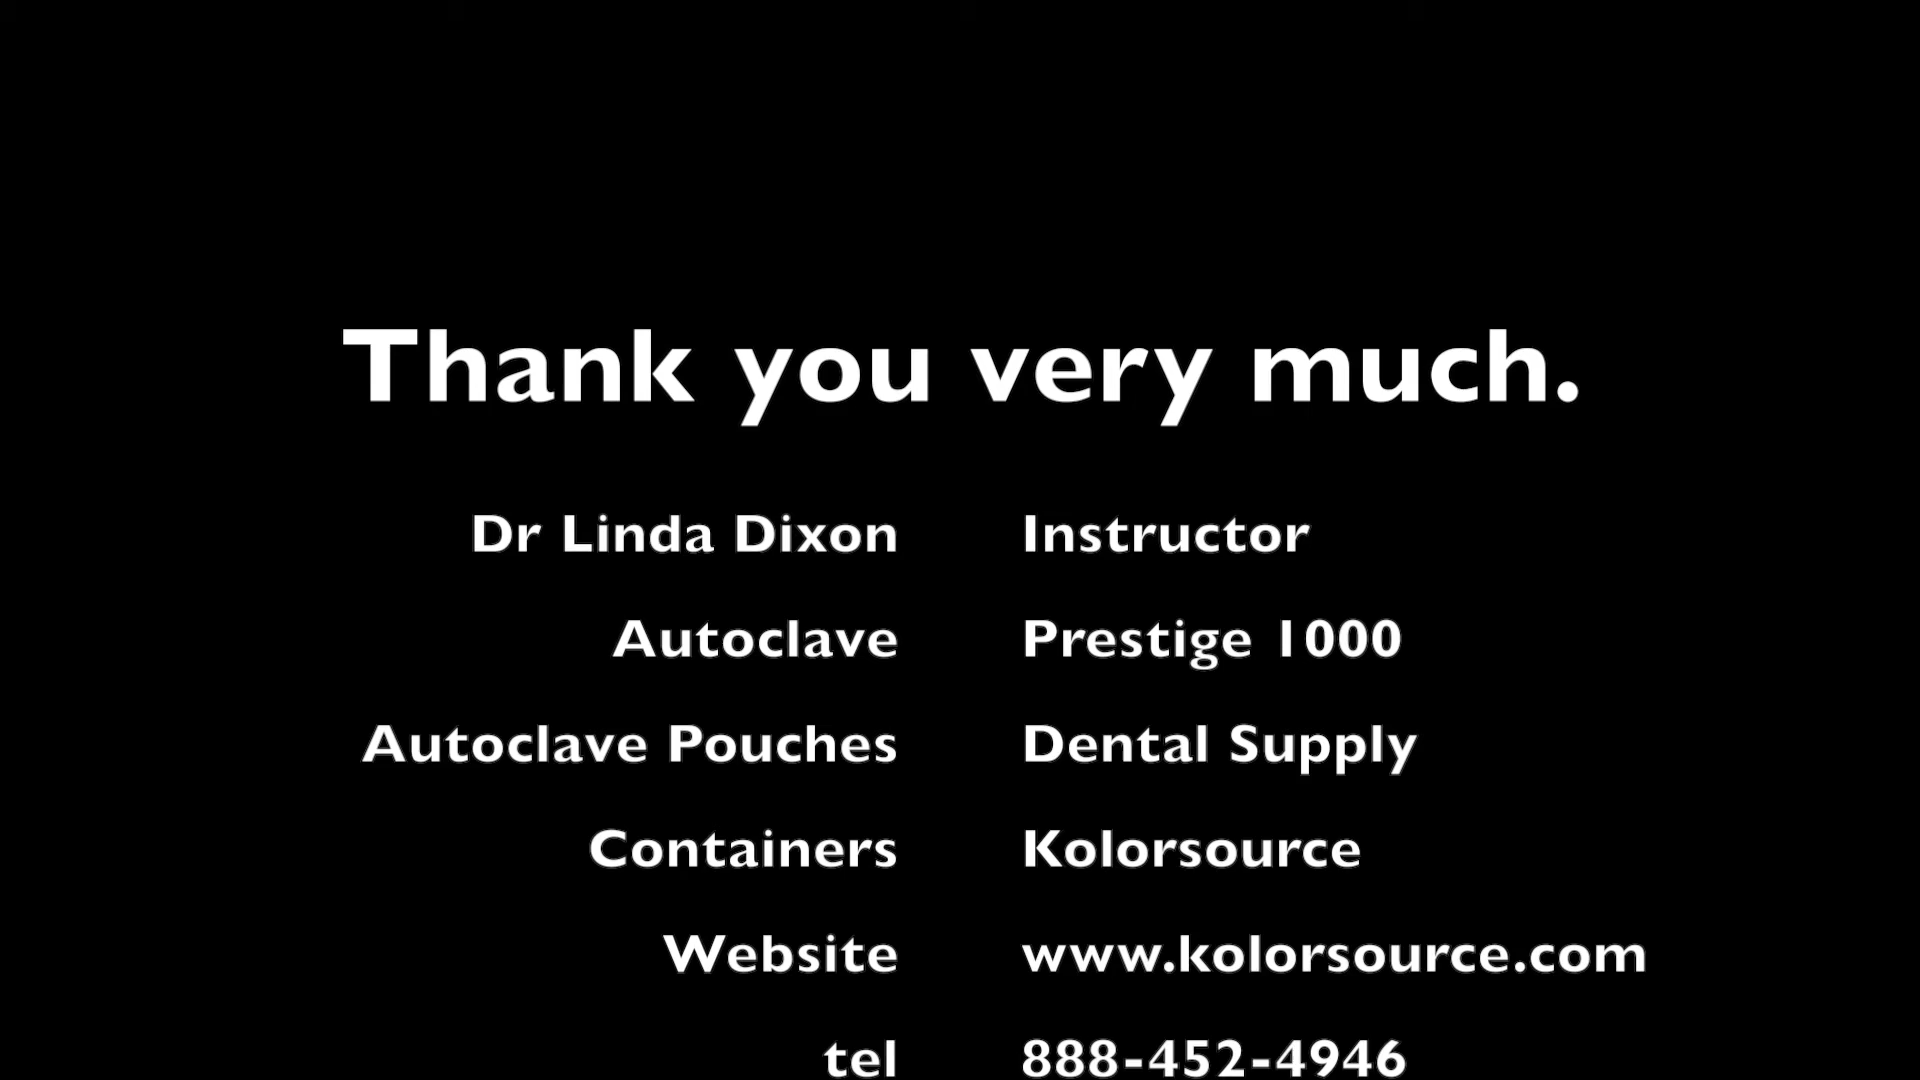 Thank you very much.
Dr Linda Dixon Instructor
Autoclave Prestige 1000
Autoclave Pouches Dental Supply
Containers Kolorsource
Website www.kolorsource.com
tel 888-452-4946